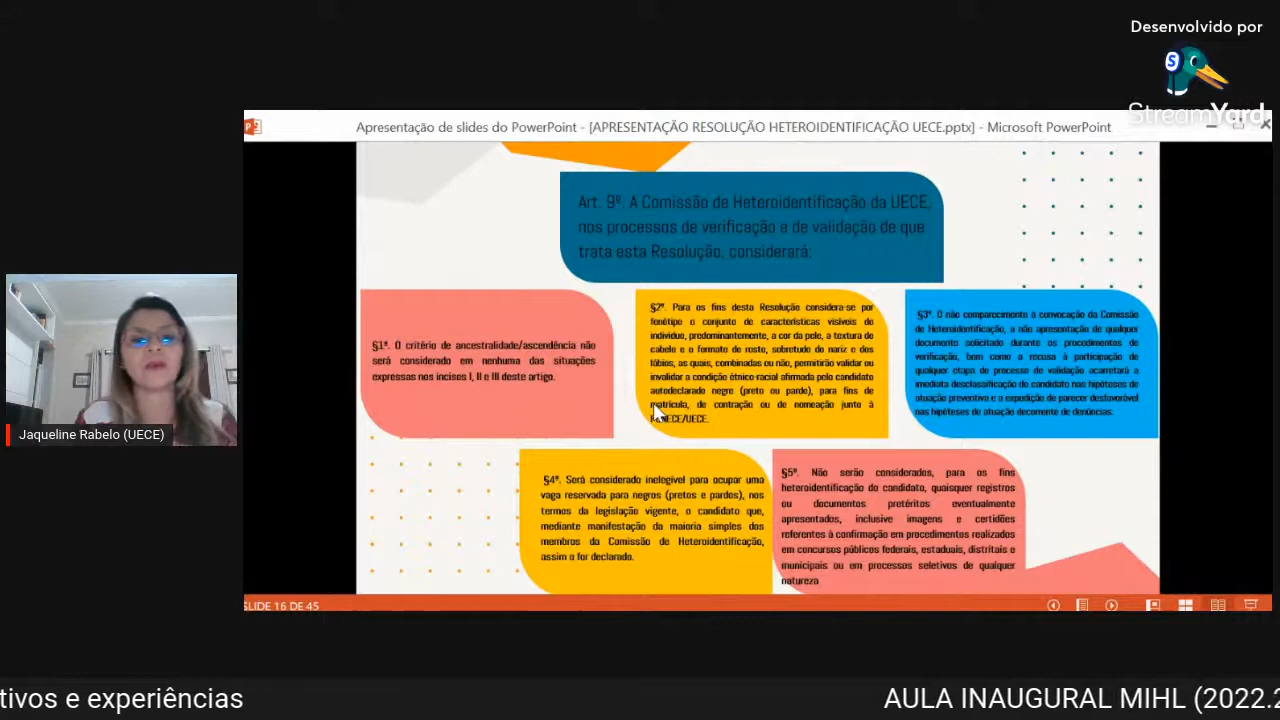 Desenvolvido por
StreamYard
Apresentação de slides do PowerPoint - [APRESENTAÇÃO RESOLUÇÃO HETEROIDENTIFICAÇÃO UECE.pptx] - Microsoft PowerPoint
Art. 9º. A Comissão de Heteroidentificação da UECE,
nos processos de verificação e de validação de que
trata esta Resolução, considerará:
§1º. O critério de ancestralidade/ascendência não
será considerado em nenhuma das situações
expressas nos incisos I, II e III deste artigo.
§2º. Para os fins desta Resolução considera-se por
fenótipo o conjunto de características visíveis do
indivíduo, predominantemente, a cor da pele, a textura do
cabelo e o formato do rosto, sobretudo do nariz e dos
lábios, as quais, combinadas ou não, permitirão validar ou
invalidar a condição étnico-racial afirmada pelo candidato
autodeclarado negro (preto ou pardo), para fins de
matrícula, de contração ou de nomeação junto à
§3º. O não comparecimento à convocação da Comissão
de Heteroidentificação, a não apresentação de qualquer
documento solicitado durante os procedimentos de
verificação, bem como a recusa à participação de
qualquer etapa do processo de validação acarretará a
imediata desclassificação do candidato nas hipóteses de
atuação preventiva e a expedição de parecer desfavorável
nas hipóteses de atuação decorrente de denúncias.
§4º. Será considerado inelegível para ocupar uma
vaga reservada para negros (pretos e pardos), nos
termos da legislação vigente, o candidato que,
mediante manifestação da maioria simples dos
membros da Comissão de Heteroidentificação,
assim o for declarado.
§5º. Não serão considerados, para os fins
heteroidentificação do candidato, quaisquer registros
ou documentos pretéritos eventualmente
apresentados, inclusive imagens e certidões
referentes à confirmação em procedimentos realizados
em concursos públicos federais, estaduais, distritais e
municipais ou em processos seletivos de qualquer
natureza
Jaqueline Rabelo (UECE)
SLIDE 16 DE 45
tivos e experiências
AULA INAUGURAL MIHL (2022.2